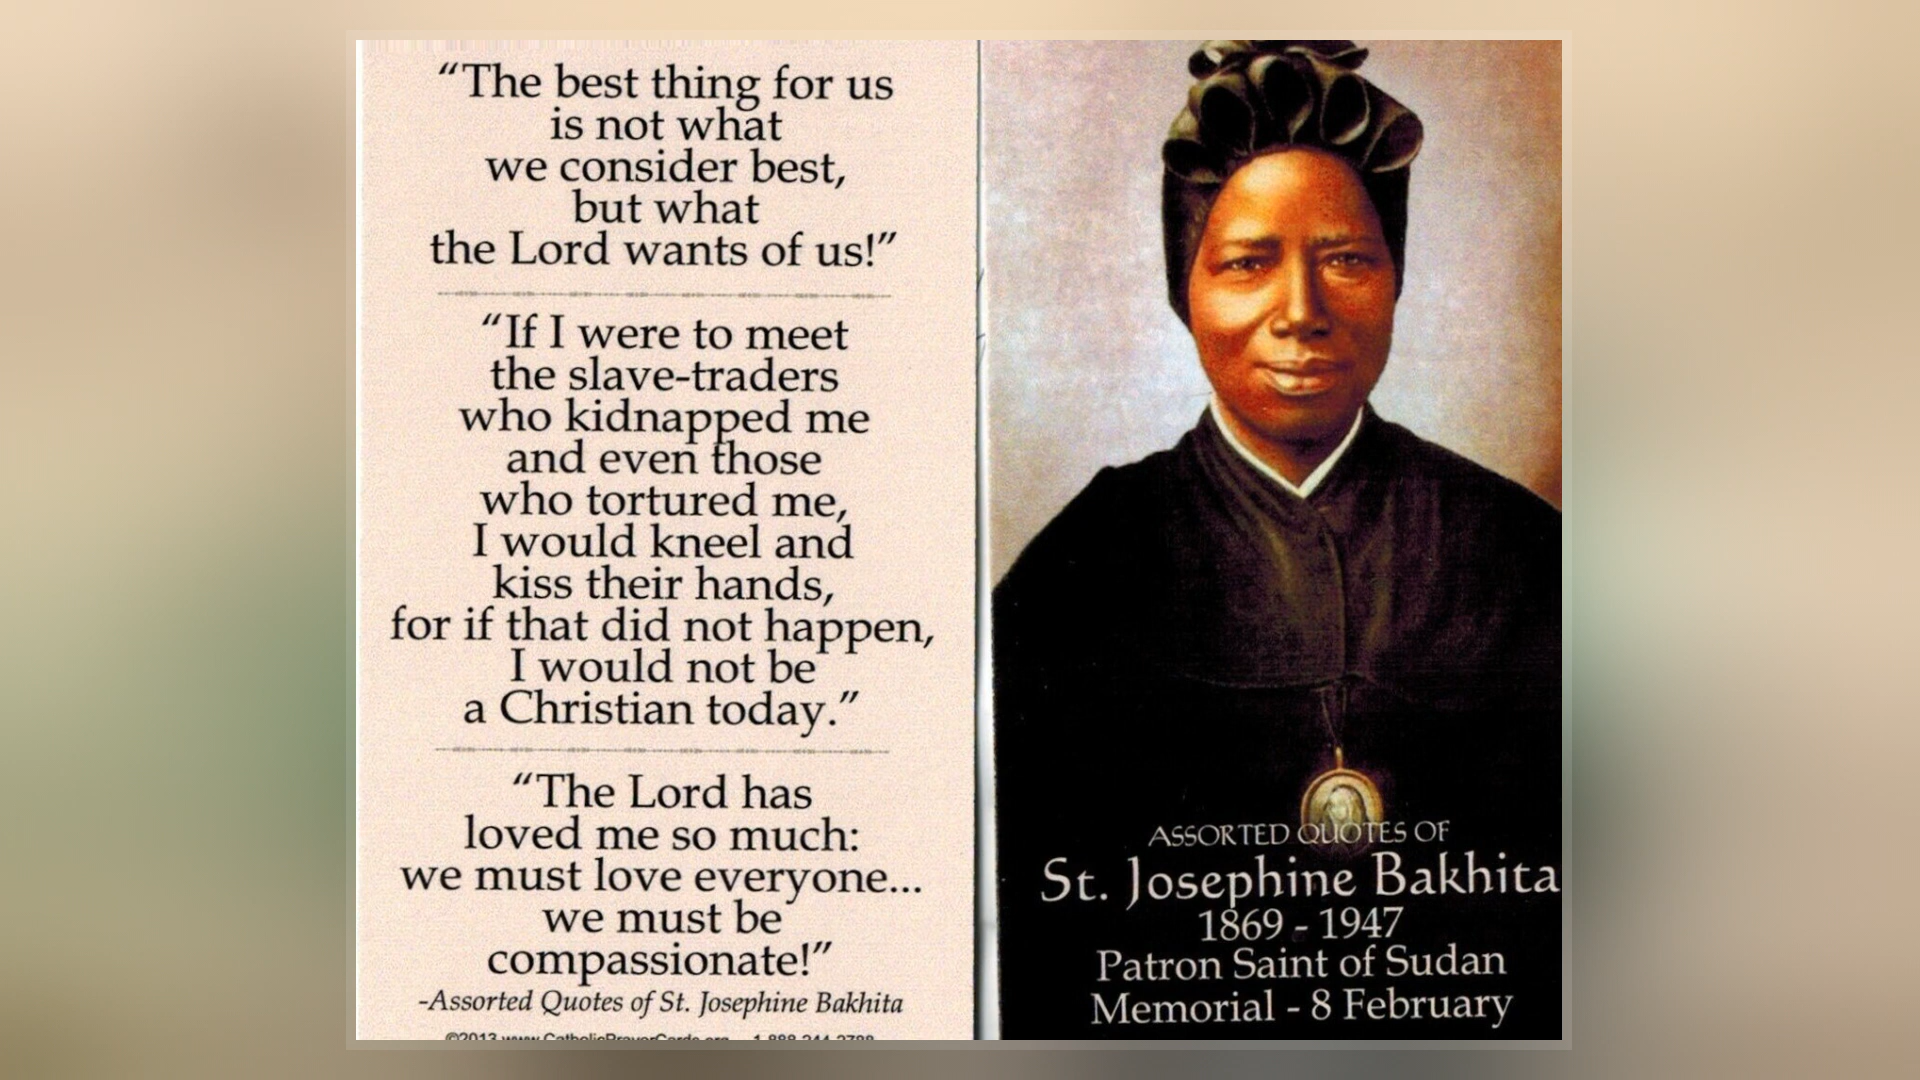 “The best thing for us
is not what
we consider best,
but what
the Lord wants of us!”
“If I were to meet
the slave-traders
who kidnapped me
and even those
who tortured me,
I would kneel and
kiss their hands,
for if that did not happen,
I would not be
a Christian today.”
“The Lord has
loved me so much:
we must love everyone...
we must be
compassionate!”
-Assorted Quotes of St. Josephine Bakhita
©2013 www.CatholicPrayerCards.org
ASSORTED QUOTES OF
St. Josephine Bakhita
1869 - 1947
Patron Saint of Sudan
Memorial - 8 February